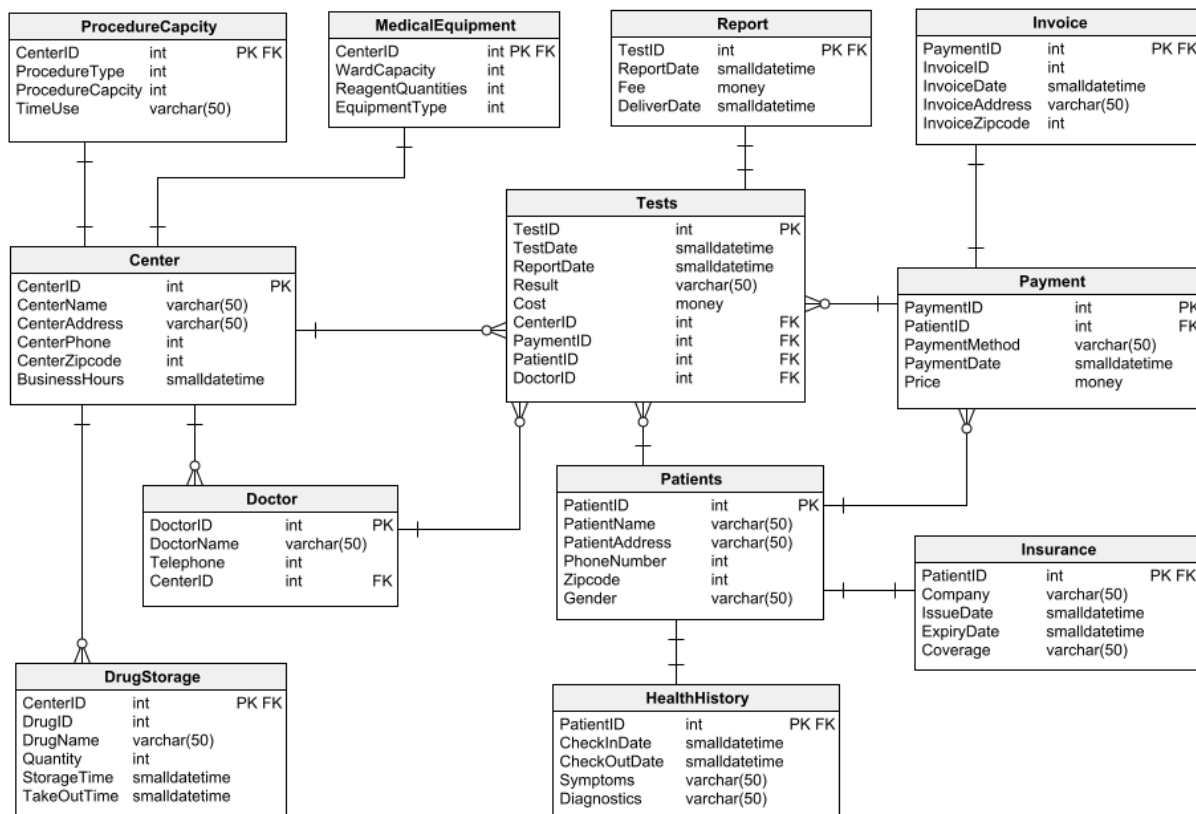 ProcedureCapcity
CenterID int PK FK
ProcedureType int
ProcedureCapcity int
TimeUse varchar(50)
MedicalEquipment
CenterID int PK FK
WardCapacity int
ReagentQuantities int
EquipmentType int
Report
TestID int PK FK
ReportDate smalldatetime
Fee money
DeliverDate smalldatetime
Invoice
PaymentID int PK FK
InvoiceID int
InvoiceDate smalldatetime
InvoiceAddress varchar(50)
InvoiceZipcode int
Center
CenterID int PK
CenterName varchar(50)
CenterAddress varchar(50)
CenterPhone int
CenterZipcode int
BusinessHours smalldatetime
Tests
TestID int PK
TestDate smalldatetime
ReportDate smalldatetime
Result varchar(50)
Cost money
CenterID int FK
PaymentID int FK
PatientID int FK
DoctorID int FK
Payment
PaymentID int PK
PatientID int FK
PaymentMethod varchar(50)
PaymentDate smalldatetime
Price money
Doctor
DoctorID int PK
DoctorName varchar(50)
Telephone int
CenterID int FK
Patients
PatientID int PK
PatientName varchar(50)
PatientAddress varchar(50)
PhoneNumber int
Zipcode int
Gender varchar(50)
Insurance
PatientID int PK FK
Company varchar(50)
IssueDate smalldatetime
ExpiryDate smalldatetime
Coverage varchar(50)
DrugStorage
CenterID int PK FK
DrugID int
DrugName varchar(50)
Quantity int
StorageTime smalldatetime
TakeOutTime smalldatetime
HealthHistory
PatientID int PK FK
CheckInDate smalldatetime
CheckOutDate smalldatetime
Symptoms varchar(50)
Diagnostics varchar(50)